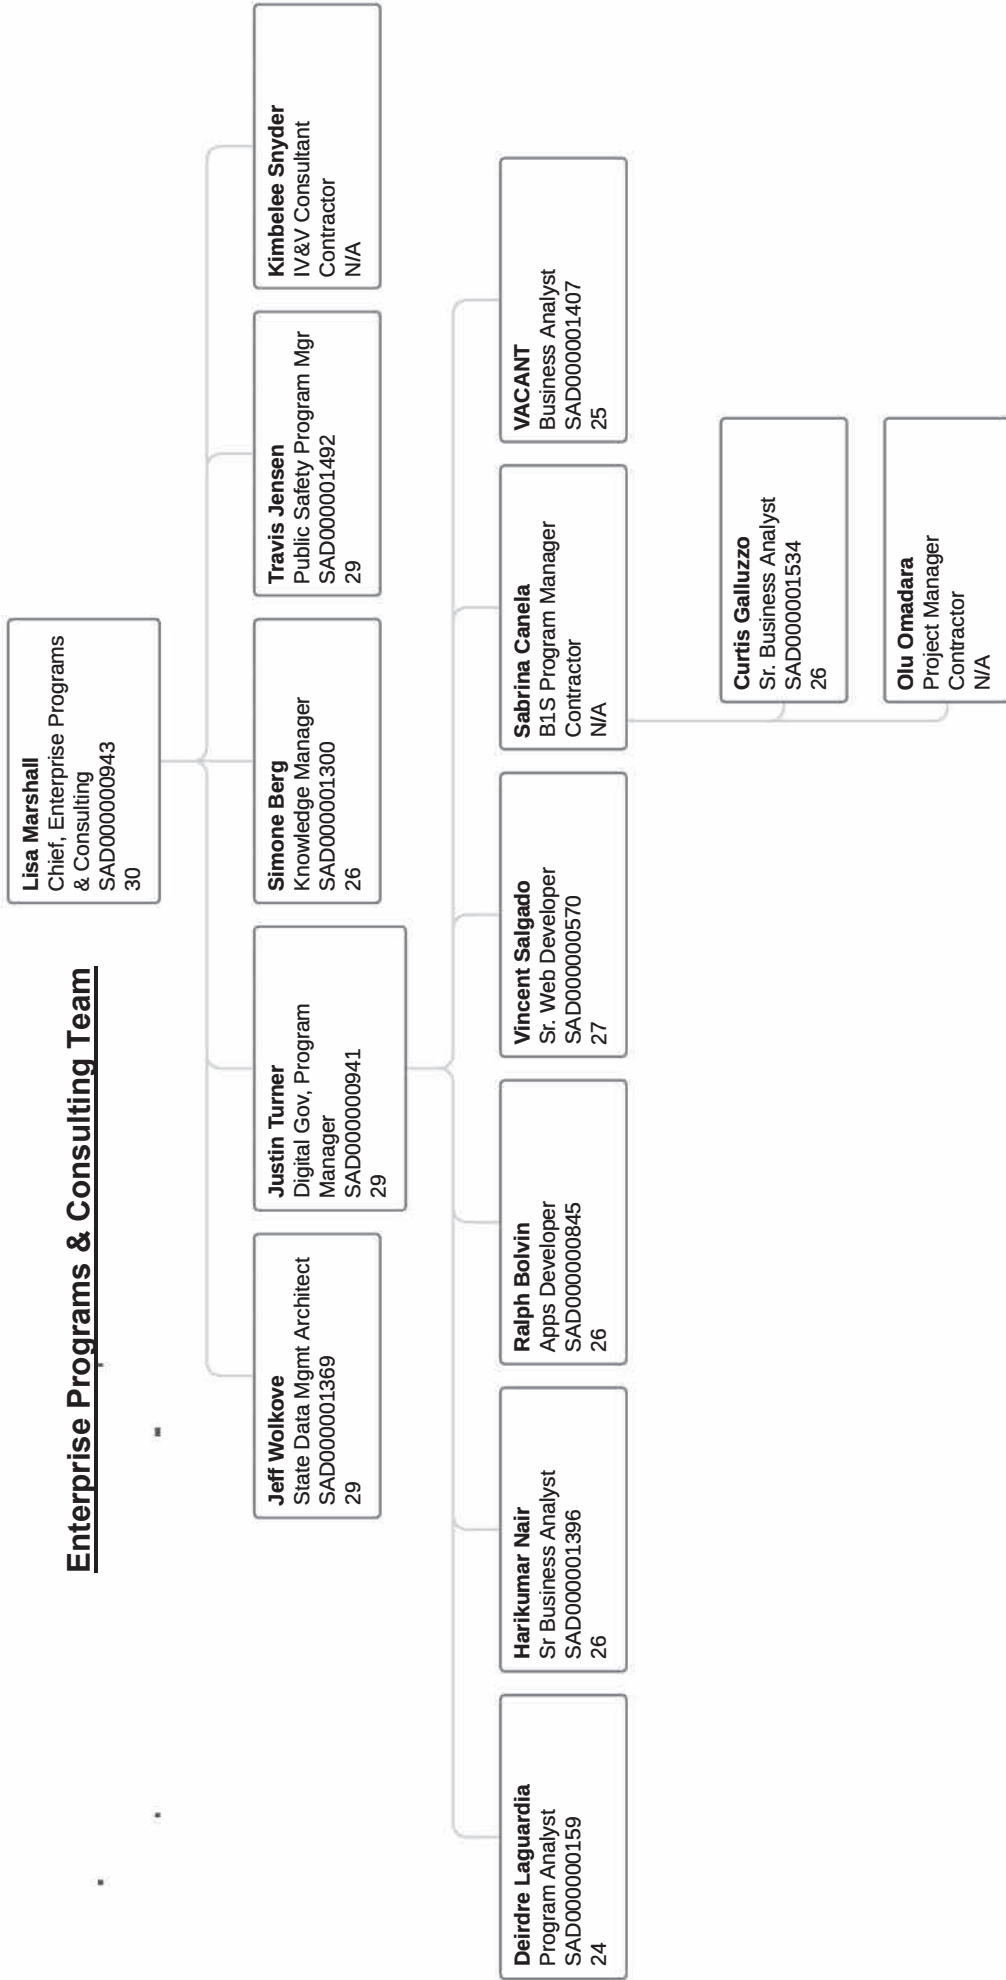 Enterprise Programs & Consulting Team
Lisa Marshall
Chief, Enterprise Programs
& Consulting
SAD000000943
30
Jeff Wolkove
State Data Mgmt Architect
SAD000001369
29
Justin Turner
Digital Gov, Program
Manager
SAD000000941
29
Simone Berg
Knowledge Manager
SAD000001300
26
Travis Jensen
Public Safety Program Mgr
SAD000001492
29
Kimbelee Snyder
IV&V Consultant
Contractor
N/A
Deirdre Laguardia
Program Analyst
SAD000000159
24
Harikumar Nair
Sr Business Analyst
SAD000001396
26
Ralph Bolvin
Apps Developer
SAD000000845
26
Vincent Salgado
Sr. Web Developer
SAD000000570
27
Sabrina Canela
B1S Program Manager
Contractor
N/A
VACANT
Business Analyst
SAD000001407
25
Curtis Galluzzo
Sr. Business Analyst
SAD000001534
26
Olu Omadara
Project Manager
Contractor
N/A